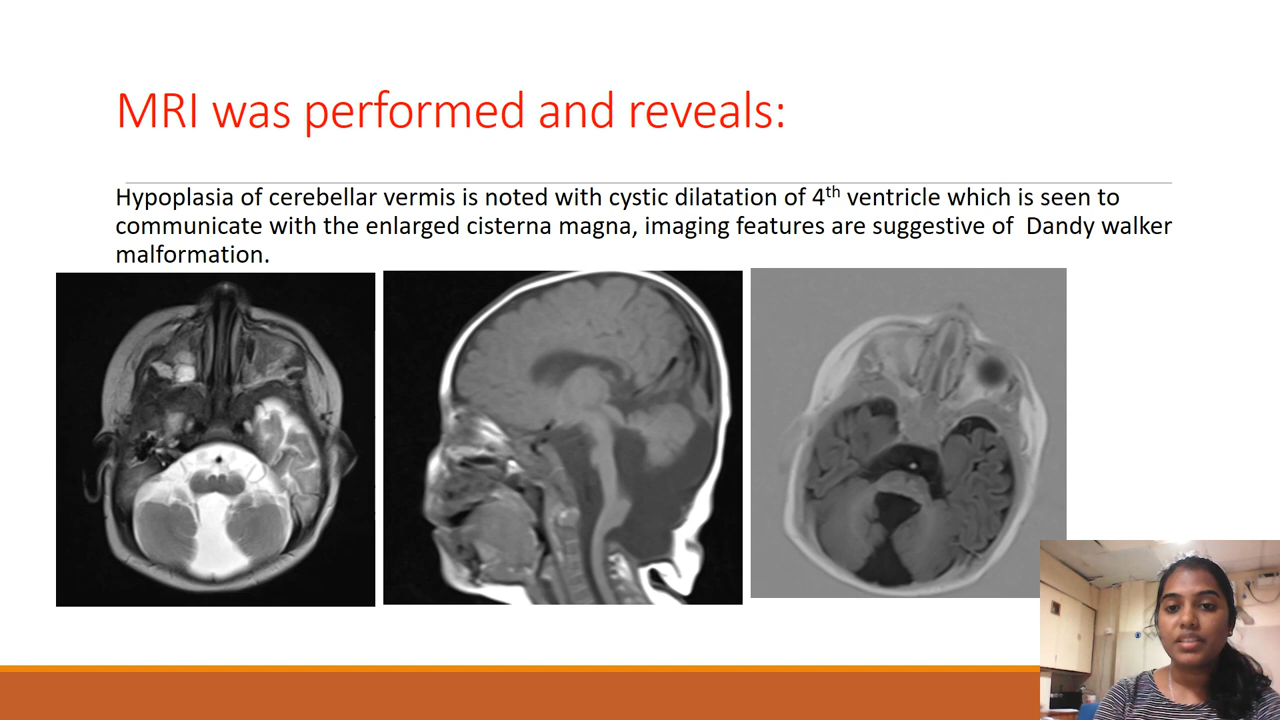 MRI was performed and reveals:
Hypoplasia of cerebellar vermis is noted with cystic dilatation of 4th ventricle which is seen to
communicate with the enlarged cisterna magna, imaging features are suggestive of  Dandy walker
malformation.